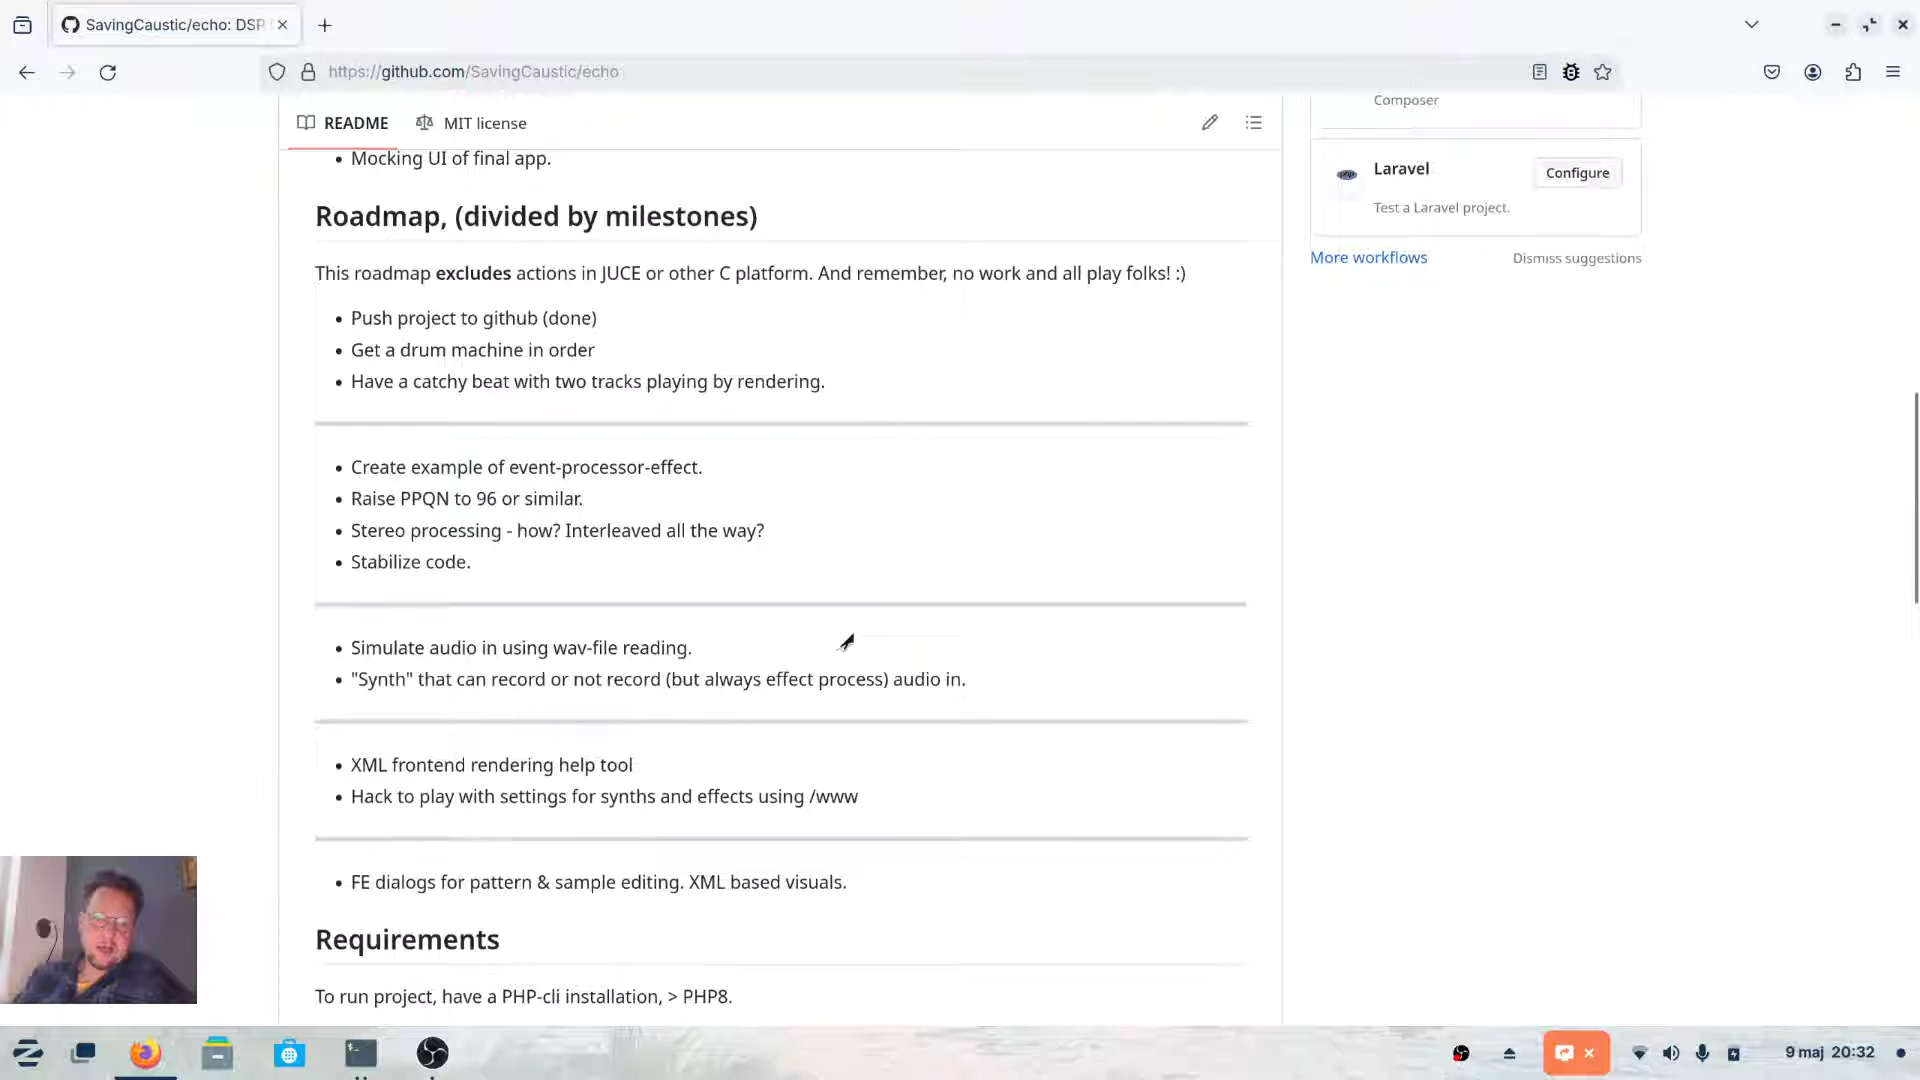 SavingCaustic/echo: DSP
https://github.com/SavingCaustic/echo
README
MIT license
Composer
Mocking UI of final app.
Laravel
Configure
Test a Laravel project.
More workflows
Dismiss suggestions
Roadmap, (divided by milestones)
This roadmap excludes actions in JUCE or other C platform. And remember, no work and all play folks! :)
Push project to github (done)
Get a drum machine in order
Have a catchy beat with two tracks playing by rendering.
Create example of event-processor-effect.
Raise PPQN to 96 or similar.
Stereo processing - how? Interleaved all the way?
Stabilize code.
Simulate audio in using wav-file reading.
"Synth" that can record or not record (but always effect process) audio in.
XML frontend rendering help tool
Hack to play with settings for synths and effects using /www
FE dialogs for pattern & sample editing. XML based visuals.
Requirements
To run project, have a PHP-cli installation, > PHP8.
9 maj 20:32